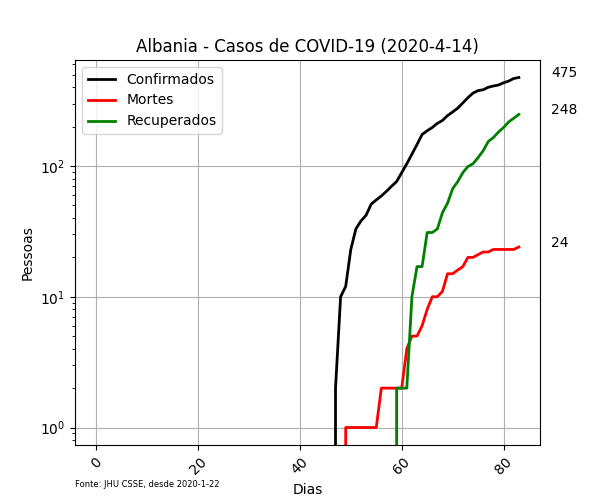 Albania - Casos de COVID-19 (2020-4-14)
Confirmados
Mortes
Recuperados
475
248
24
10²
10¹
10⁰
Pessoas
0
20
40
60
80
Dias
Fonte: JHU CSSE, desde 2020-1-22